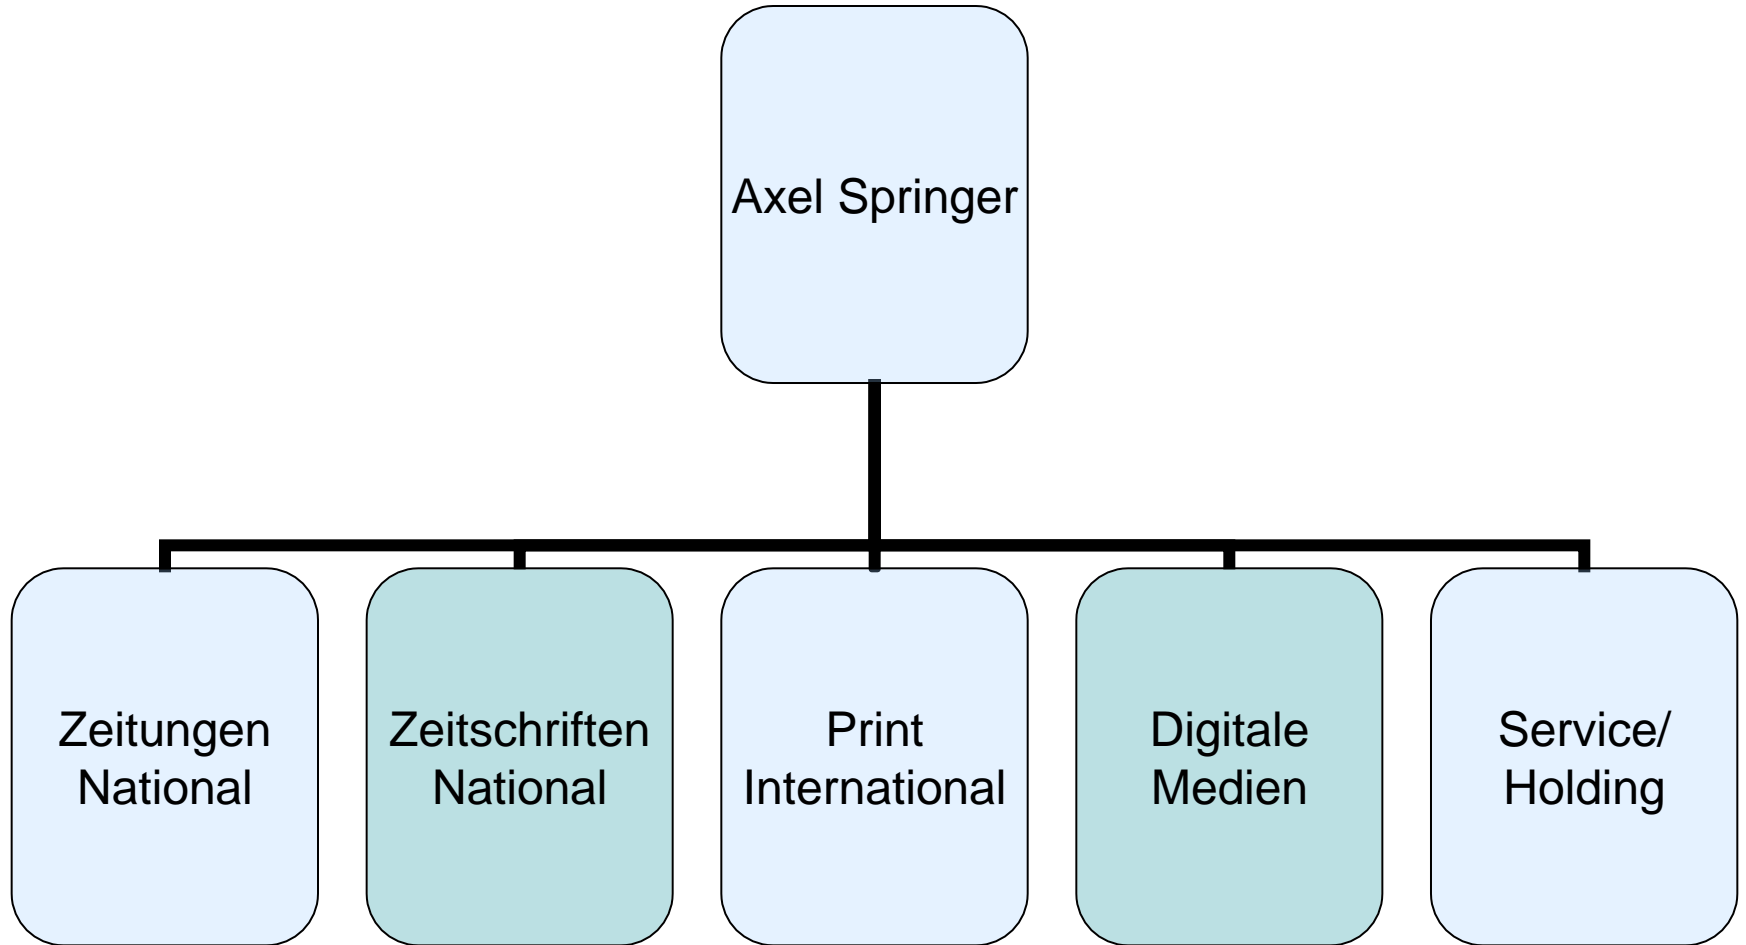 Axel Springer
Zeitungen
National
Zeitschriften
National
Print
International
Digitale
Medien
Service/
Holding